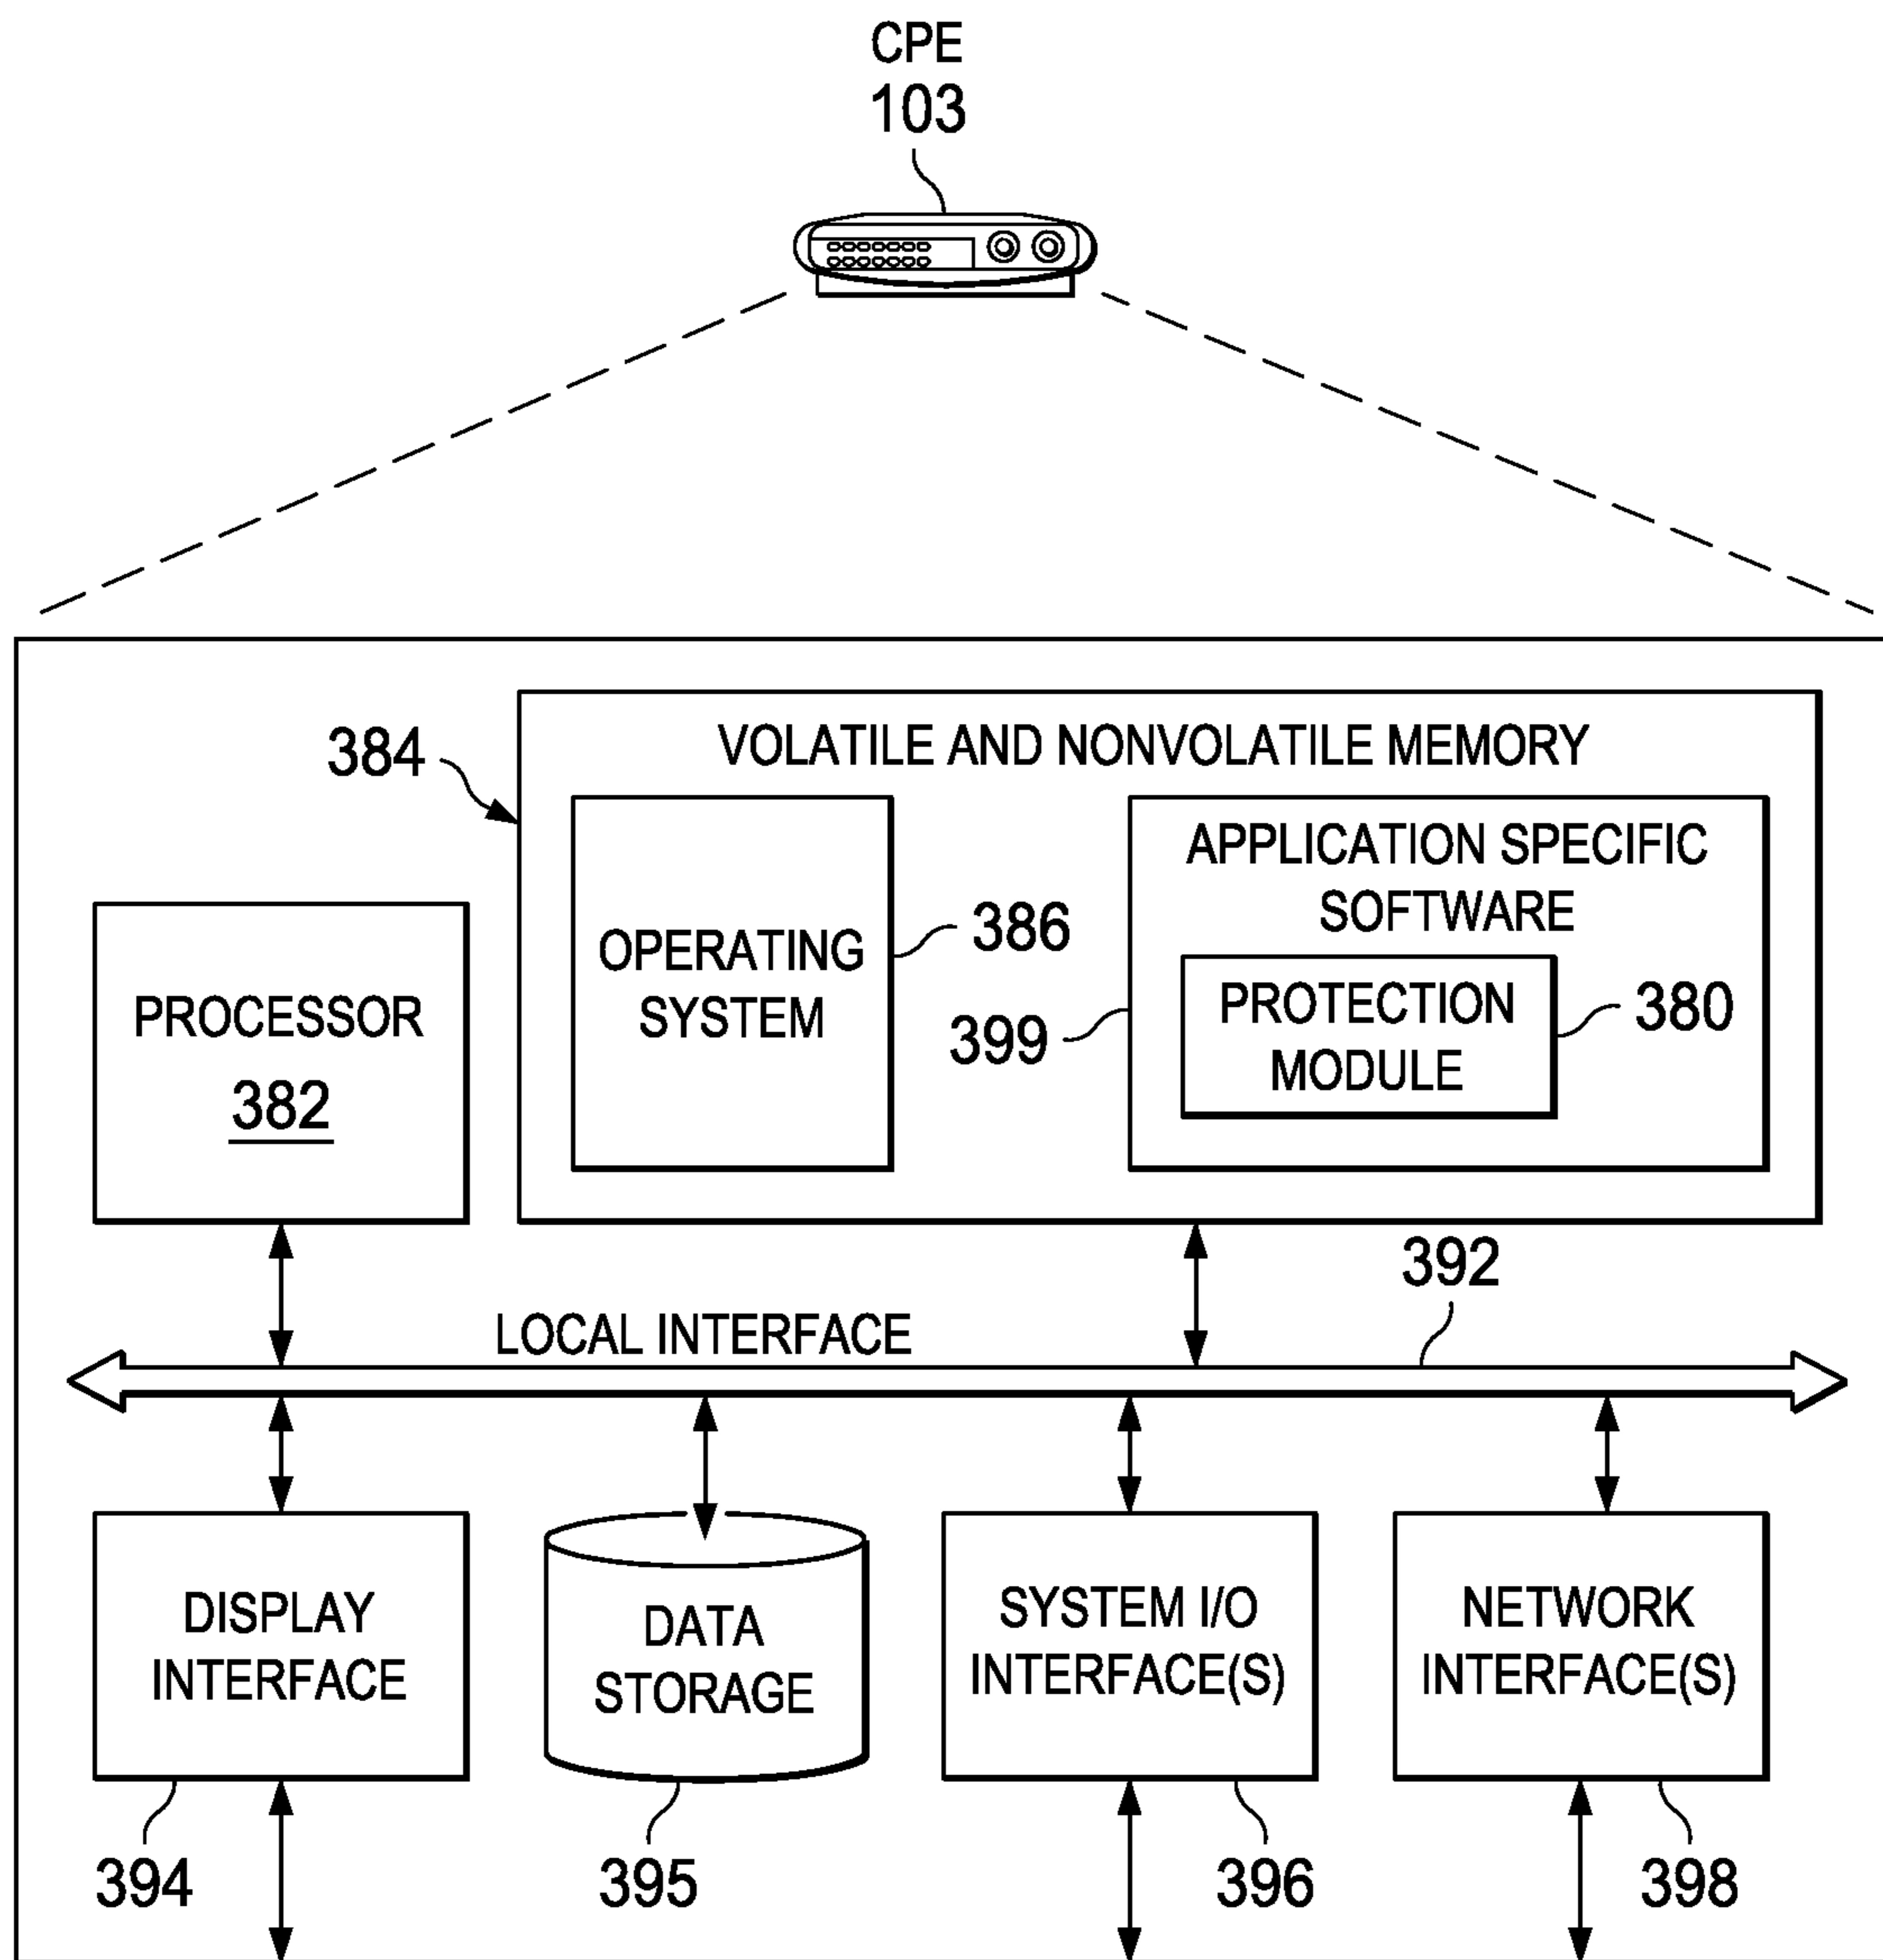 CPE
103
384
VOLATILE AND NONVOLATILE MEMORY
OPERATING
SYSTEM
386
APPLICATION SPECIFIC
SOFTWARE
399
PROTECTION
MODULE
380
PROCESSOR
382
392
LOCAL INTERFACE
DISPLAY
INTERFACE
DATA
STORAGE
SYSTEM I/O
INTERFACE(S)
NETWORK
INTERFACE(S)
394
395
396
398